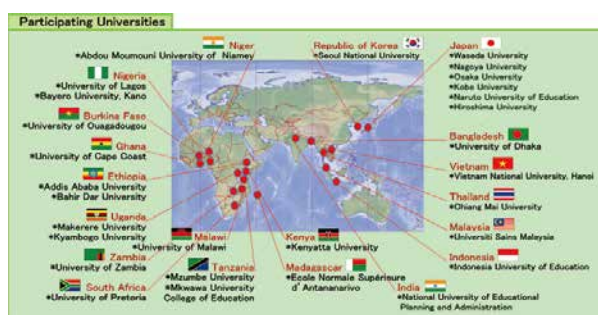 Participating Universities
Niger
*Abdou Moumouni University of Niamey
Republic of Korea
*Seoul National University
Japan
*Waseda University
*Nagoya University
*Osaka University
*Kobe University
*Naruto University of Education
*Hiroshima University
Nigeria
*University of Lagos
*Bayero University, Kano
Burkina Faso
*University of Ouagadougou
Ghana
*University of Cape Coast
Ethiopia
*Addis Ababa University
*Bahir Dar University
Uganda
*Makerere University
*Kyambogo University
Zambia
*University of Zambia
South Africa
*University of Pretoria
Malawi
*University of Malawi
Tanzania
*Mzumbe University
*Mkwawa University
College of Education
Kenya
*Kenyatta University
Madagascar
*Ecole Normale Supérieure
d' Antananarivo
Bangladesh
*University of Dhaka
Vietnam
*Vietnam National University, Hanoi
Thailand
*Chiang Mai University
Malaysia
*Universiti Sains Malaysia
Indonesia
*Indonesia University of Education
India
*National University of Educational
Planning and Administration